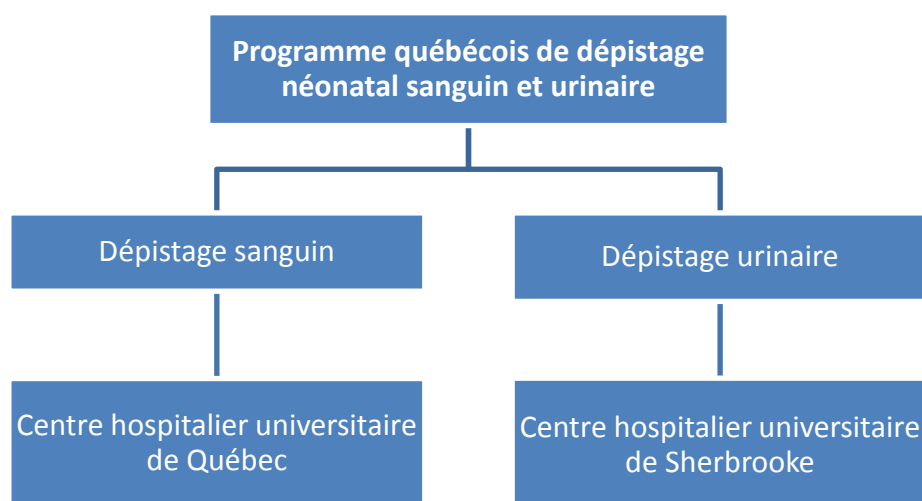 Programme québécois de dépistage
néonatal sanguin et urinaire
Dépistage sanguin
Dépistage urinaire
Centre hospitalier universitaire
de Québec
Centre hospitalier universitaire
de Sherbrooke